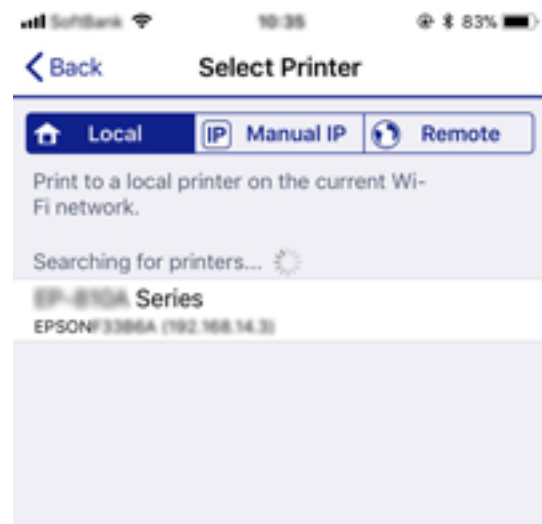 SoftBank 10:35 83%
Back Select Printer
Local IP Manual IP Remote
Print to a local printer on the current Wi-
Fi network.
Searching for printers...
Series
EPSON